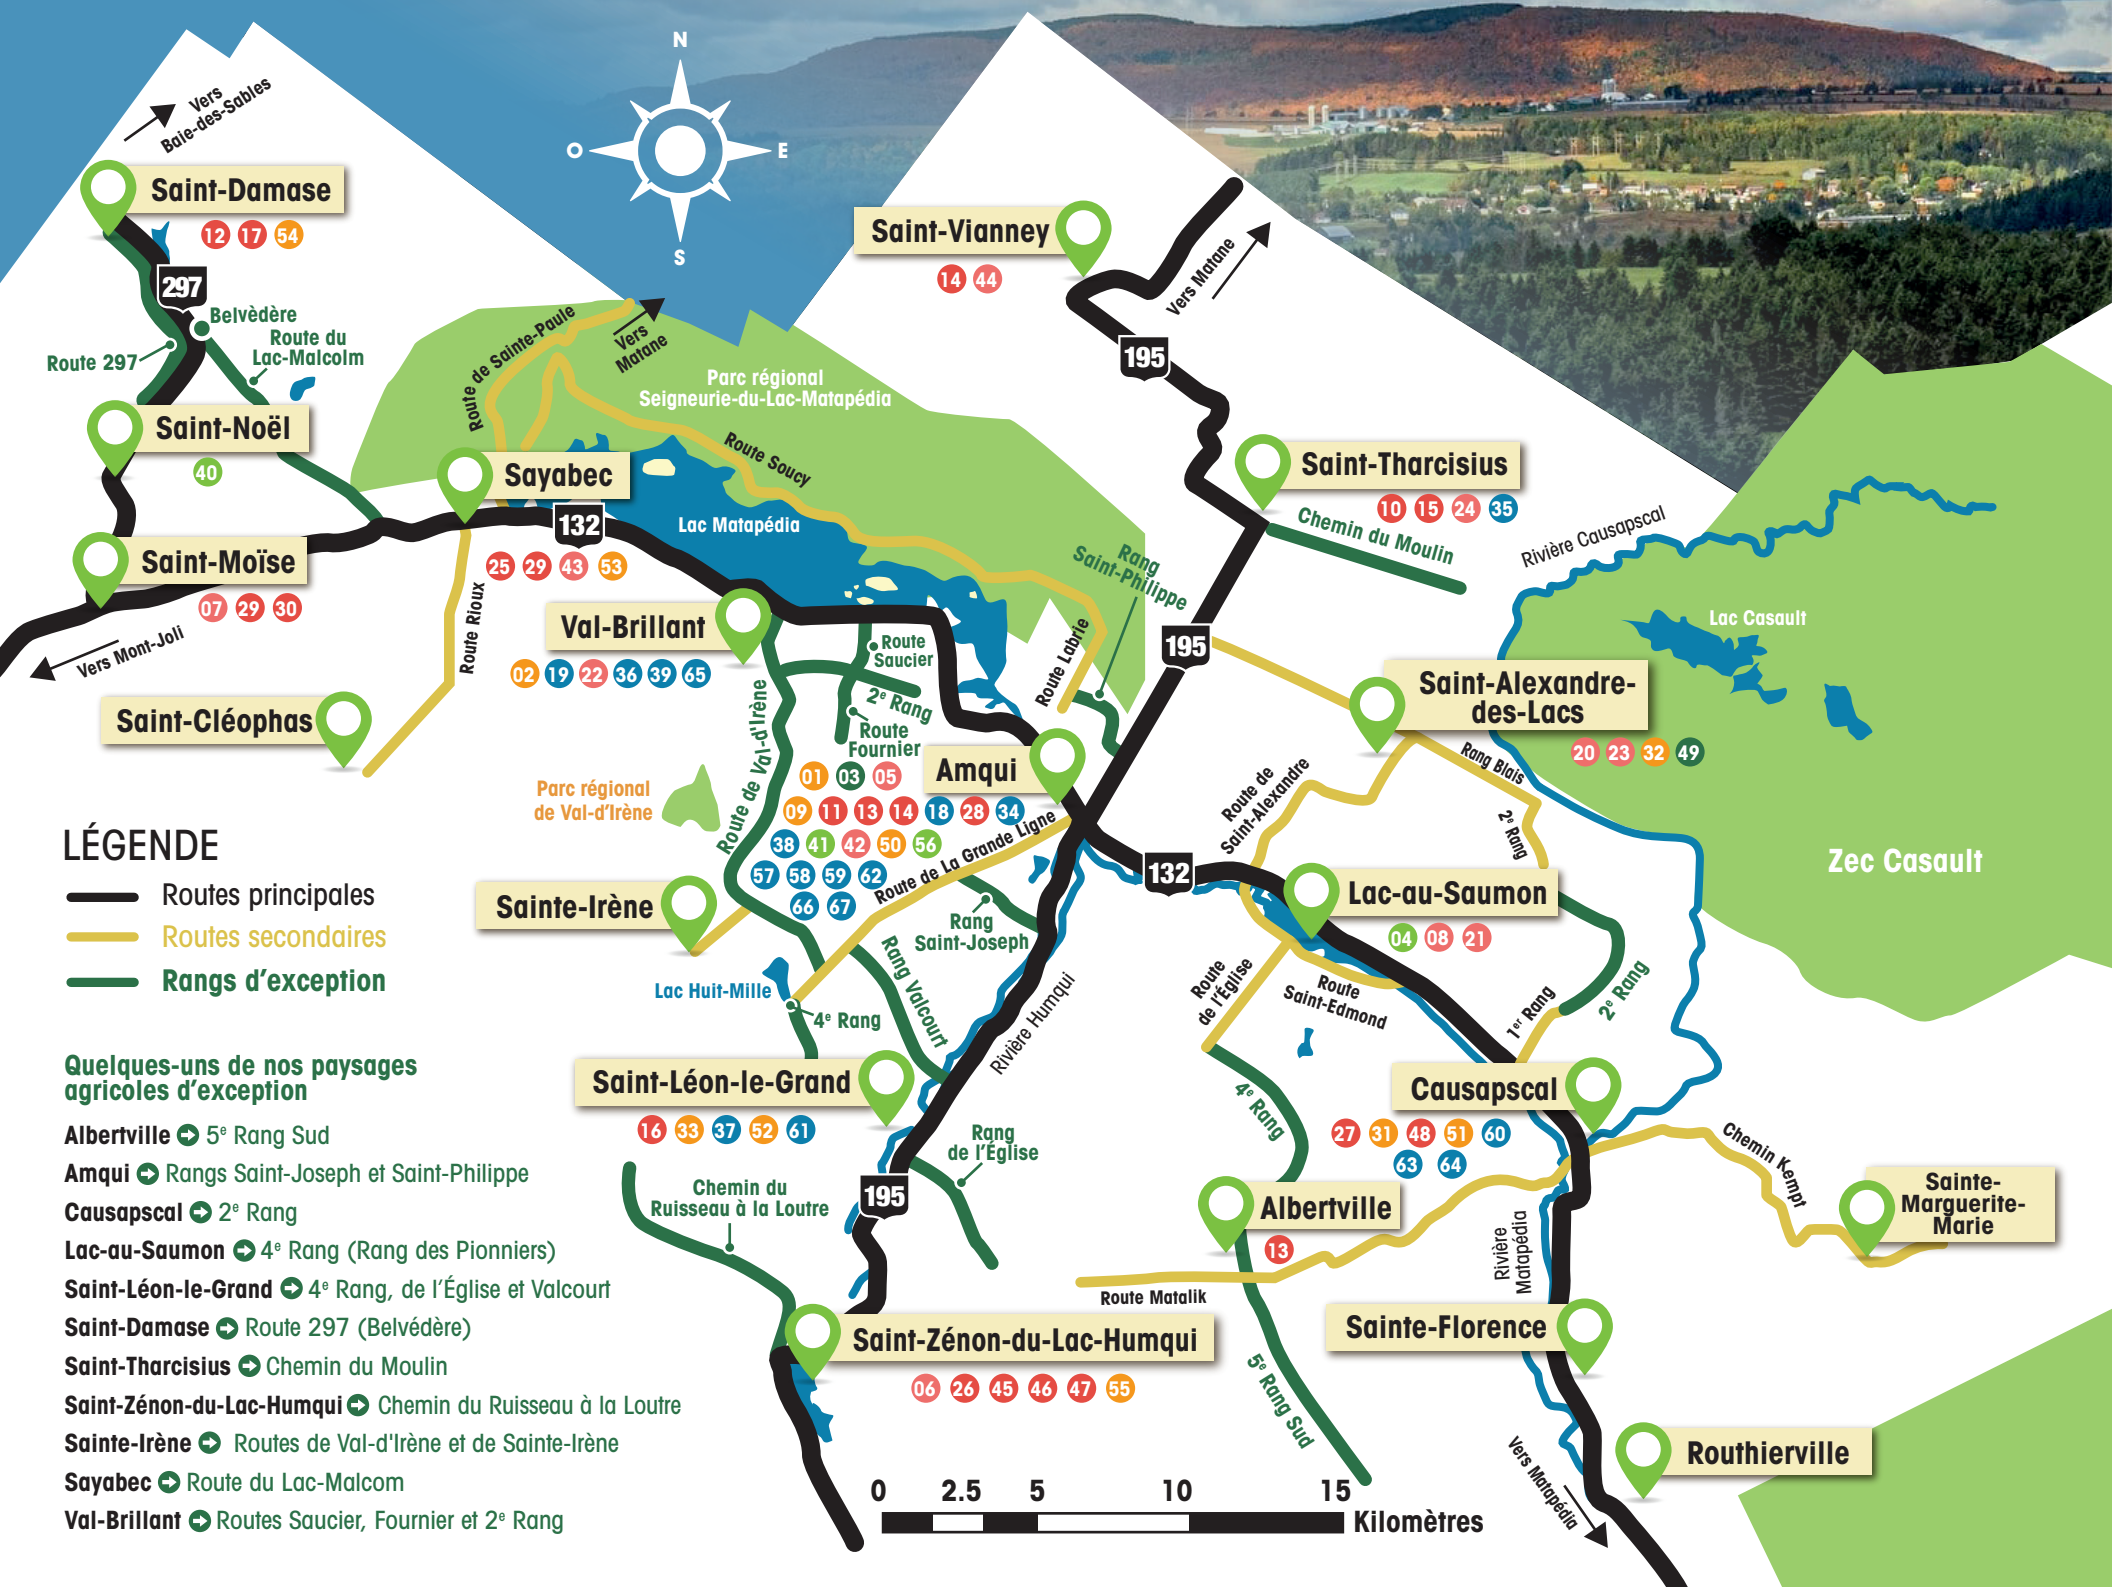 N
O
E
S
Vers
Baie-des-Sables
Saint-Damase
12 17 54
297
Belvèdère
Route du
Lac-Malcolm
Route 297
Saint-Noël
40
Saint-Moïse
07 29 30
Vers Mont-Joli
Route de Sainte-Paule
Vers
Matane
Parc régional
Seigneurie-du-Lac-Matapédia
Route Soucy
Sayabec
132
25 29 43 53
Lac Matapédia
Route Rioux
Saint-Cléophas
Saint-Vianney
14 44
Vers Matane
195
Saint-Tharcisius
10 15 24 35
Chemin du Moulin
Rang
Saint-Philippe
Route Labrie
195
Rivière Causapscal
Lac Casault
Zec Casault
Val-Brillant
02 19 22 36 39 65
Route
Saucier
2e Rang
Route
Fournier
Route de Val-d'Irène
Parc régional
de Val-d'Irène
Amqui
01 03 05
09 11 13 14 18 28 34
38 41 42 50 56
57 58 59 62
66 67
Route de La Grande Ligne
Saint-Alexandre-
des-Lacs
20 23 32 49
Rang Blais
2e Rang
Route de
Saint-Alexandre
132
Lac-au-Saumon
04 08 21
Sainte-Irène
Lac Huit-Mille
4e Rang
Rang
Saint-Joseph
Rang Valcourt
Rivière Humqui
Route
de l'Église
Route
Saint-Edmond
1er Rang
2e Rang
Saint-Léon-le-Grand
16 33 37 52 61
Rang
de l'Église
195
Chemin du
Ruisseau à la Loutre
4e Rang
Causapscal
27 31 48 51 60
63 64
Chemin Kempt
Sainte-
Marguerite-
Marie
Albertville
13
Route Matalik
Rivière
Matapédia
Saint-Zénon-du-Lac-Humqui
06 26 45 46 47 55
5e Rang Sud
Sainte-Florence
Routhierville
Vers Matapédia
LÉGENDE
Routes principales
Routes secondaires
Rangs d'exception
Quelques-uns de nos paysages
agricoles d'exception
Albertville 5e Rang Sud
Amqui Rangs Saint-Joseph et Saint-Philippe
Causapscal 2e Rang
Lac-au-Saumon 4e Rang (Rang des Pionniers)
Saint-Léon-le-Grand 4e Rang, de l'Église et Valcourt
Saint-Damase Route 297 (Belvédère)
Saint-Tharcisius Chemin du Moulin
Saint-Zénon-du-Lac-Humqui Chemin du Ruisseau à la Loutre
Sainte-Irène Routes de Val-d'Irène et de Sainte-Irène
Sayabec Route du Lac-Malcom
Val-Brillant Routes Saucier, Fournier et 2e Rang
0 2.5 5 10 15
Kilomètres